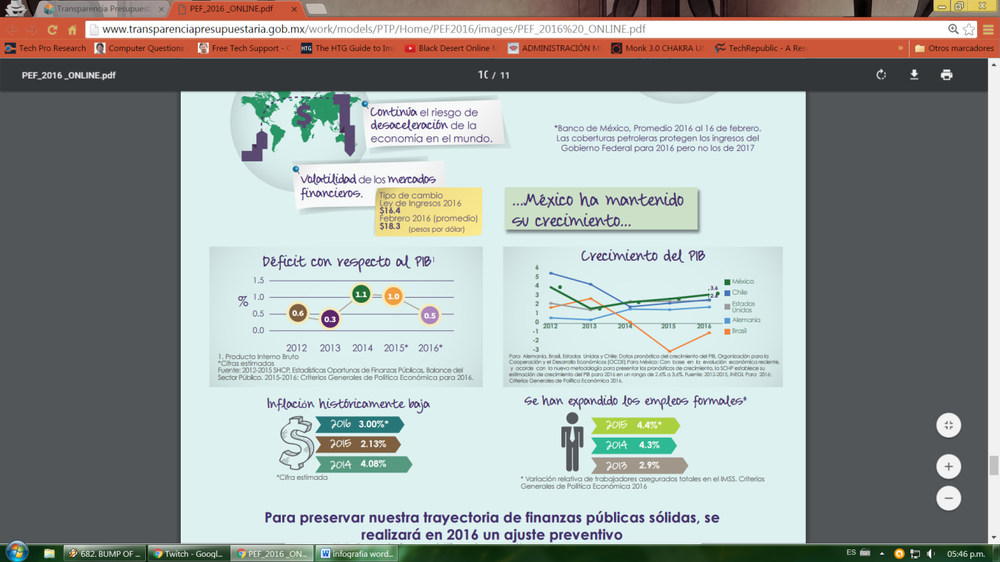 Transparencia Presupuest
PEF_2016 _ONLINE.pdf
www.transparenciapresupuestaria.gob.mx/work/models/PTP/Home/PEF2016/images/PEF_2016%20_ONLINE.pdf
Tech Pro Research
Computer Questions
Free Tech Support - C
HTG The HTG Guide to Im
Black Desert Online M
ADMINISTRACIÓN M
Monk 3.0 CHAKRA U
TechRepublic - A Res
»
Otros marcadores
PEF_2016 _ONLINE.pdf
10 / 11
Continúa el riesgo de
desaceleración de la
economía en el mundo.
*Banco de México, Promedio 2016 al 16 de febrero.
Las coberturas petroleras protegen los ingresos del
Gobierno Federal para 2016 pero no los de 2017
$
Volatilidad de los mercados
financieros.
Tipo de cambio
Ley de Ingresos 2016
$16.4
Febrero 2016 (promedio)
$18.3 (pesos por dólar)
...México ha mantenido
su crecimiento...
Déficit con respecto al PIB1
1.5
1.0
0.5
0.0
%
0.6
0.3
1.1
1.0
0.5
2012 2013 2014 2015* 2016*
1. Producto Interno Bruto
*Cifras estimadas
Fuente: 2012-2015 SHCP, Estadísticas Oportunas de Finanzas Públicas, Balance del
Sector Público. 2015-2016: Criterios Generales de Política Económica para 2016.
Crecimiento del PIB
6
5
4
3
2
1
0
-1
-2
-3
2012 2013 2014 2015 2016
3.6
2.6
México
Chile
Estados
Unidos
Alemania
Brasil
Para Alemania, Brasil, Estados Unidos y Chile: Datos pronóstico del crecimiento del PIB, Organización para la
Cooperación y el Desarrollo Económicos (OCDE).Para México: Con base en la evolución económica reciente,
y acorde con la nueva metodología para presentar los pronósticos de crecimiento, la SHCP establece su
estimación de crecimiento del PIB para 2016 en un rango de 2.6% a 3.6%. Fuente: 2012-2015, INEGI. Para 2016:
Criterios Generales de Política Económica 2016.
Inflación históricamente baja
2016 3.00%*
2015 2.13%
2014 4.08%
*Cifra estimada
Se han expandido los empleos formales*
2015 4.4%*
2014 4.3%
2013 2.9%
* Variación relativa de trabajadores asegurados totales en el IMSS. Criterios
Generales de Política Económica 2016
Para preservar nuestra trayectoria de finanzas públicas sólidas, se
realizará en 2016 un ajuste preventivo
682. BUMP OF ...
Twitch - Googl...
PEF_2016 _ON...
infografia word...
ES
05:46 p.m.